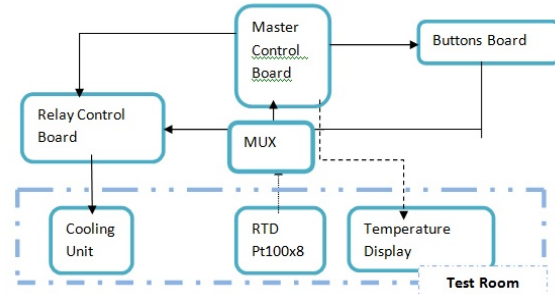 Master
Control
Board
Buttons Board
Relay Control
Board
MUX
Cooling
Unit
RTD
Pt100x8
Temperature
Display
Test Room